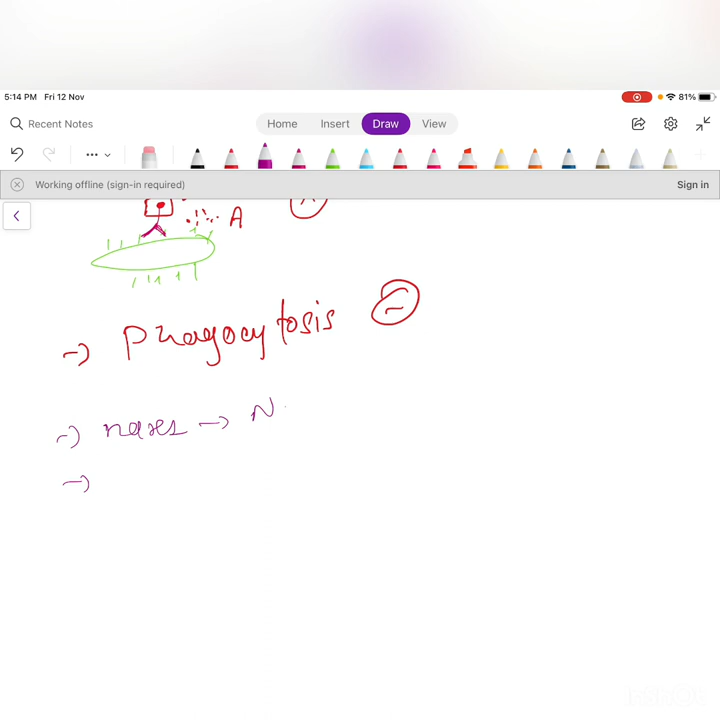 5:14 PM Fri 12 Nov 81%
Recent Notes Home Insert Draw View
Working offline (sign-in required) Sign in
A
→ Phagocytosis -
→ nares → N
→